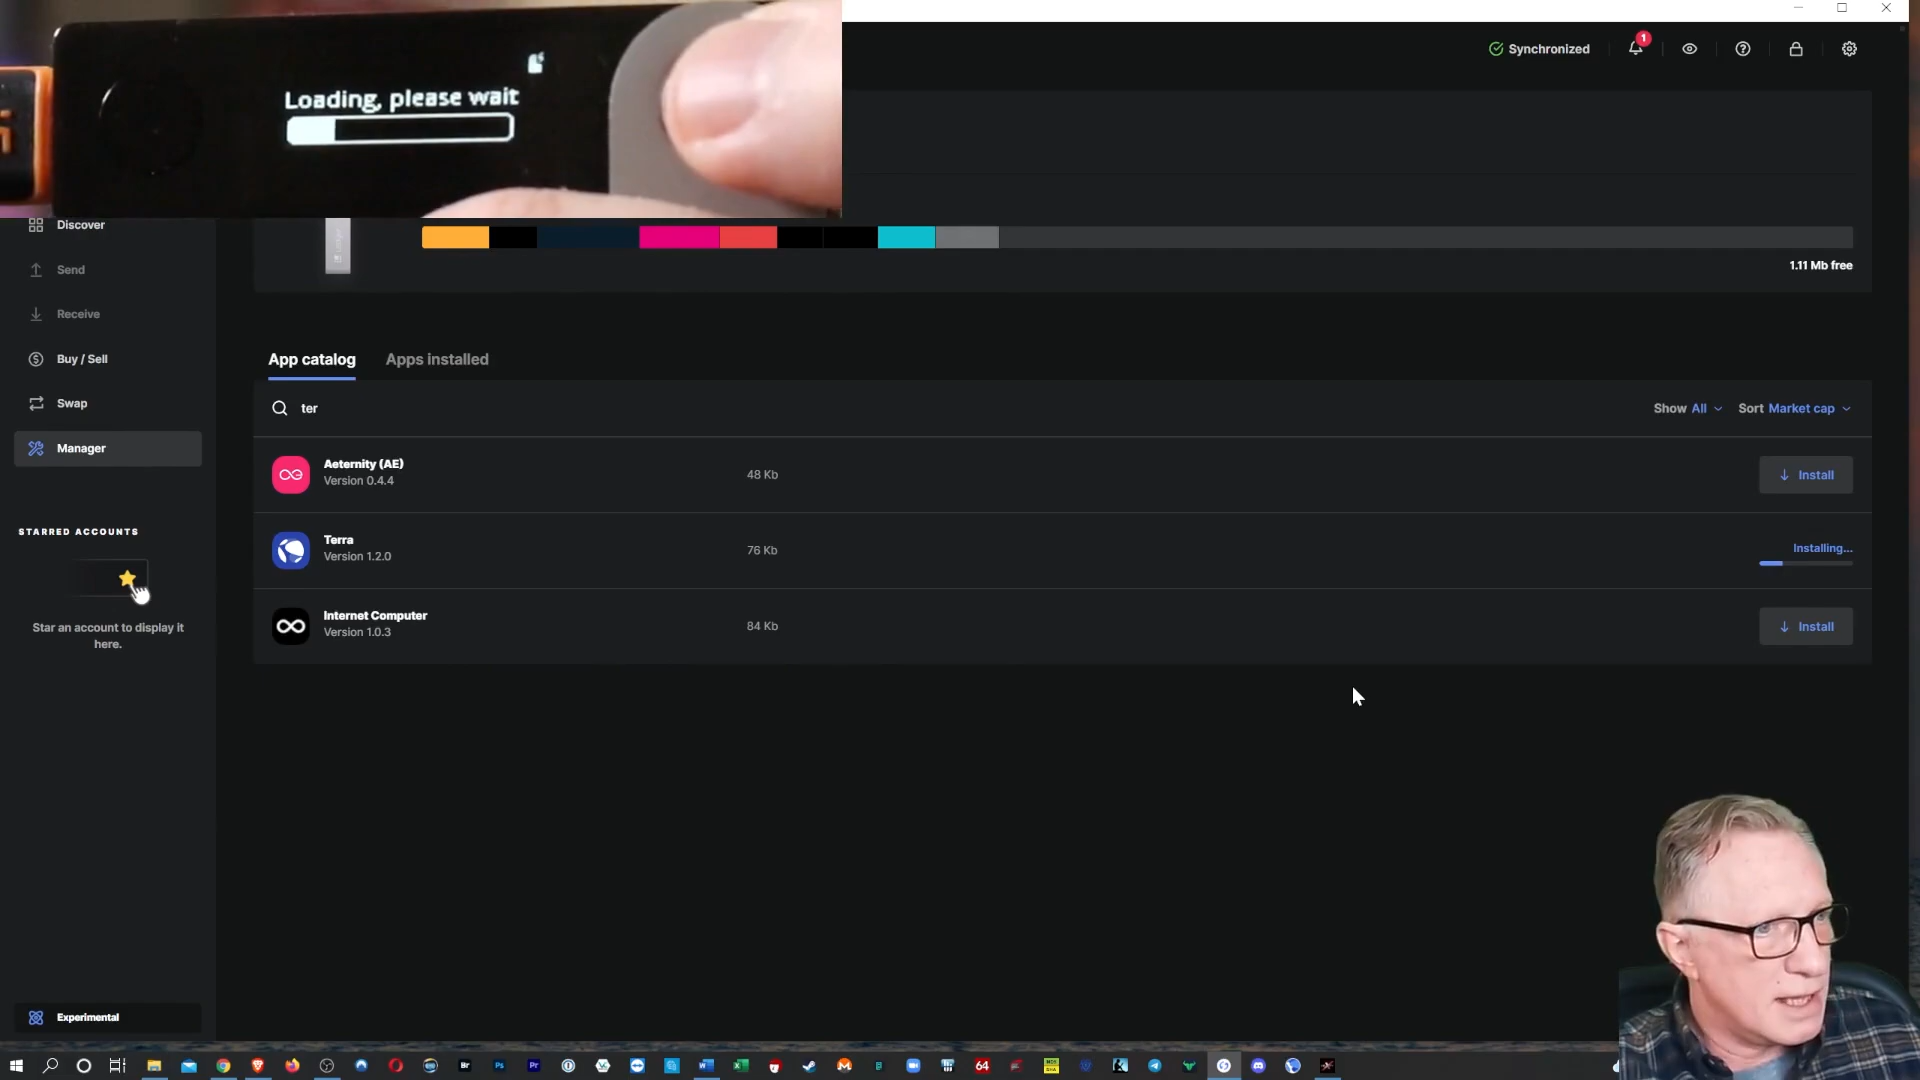 Loading, please wait
Synchronized
1
Discover
1.11 Mb free
Send
Receive
Buy / Sell
App catalog
Apps installed
Swap
ter
Show All
Sort Market cap
Manager
Aeternity (AE)
Version 0.4.4
48 Kb
Install
STARRED ACCOUNTS
Terra
Version 1.2.0
76 Kb
Installing...
Internet Computer
Version 1.0.3
84 Kb
Install
Star an account to display it
here.
Experimental
Br
Ps
Pr
64